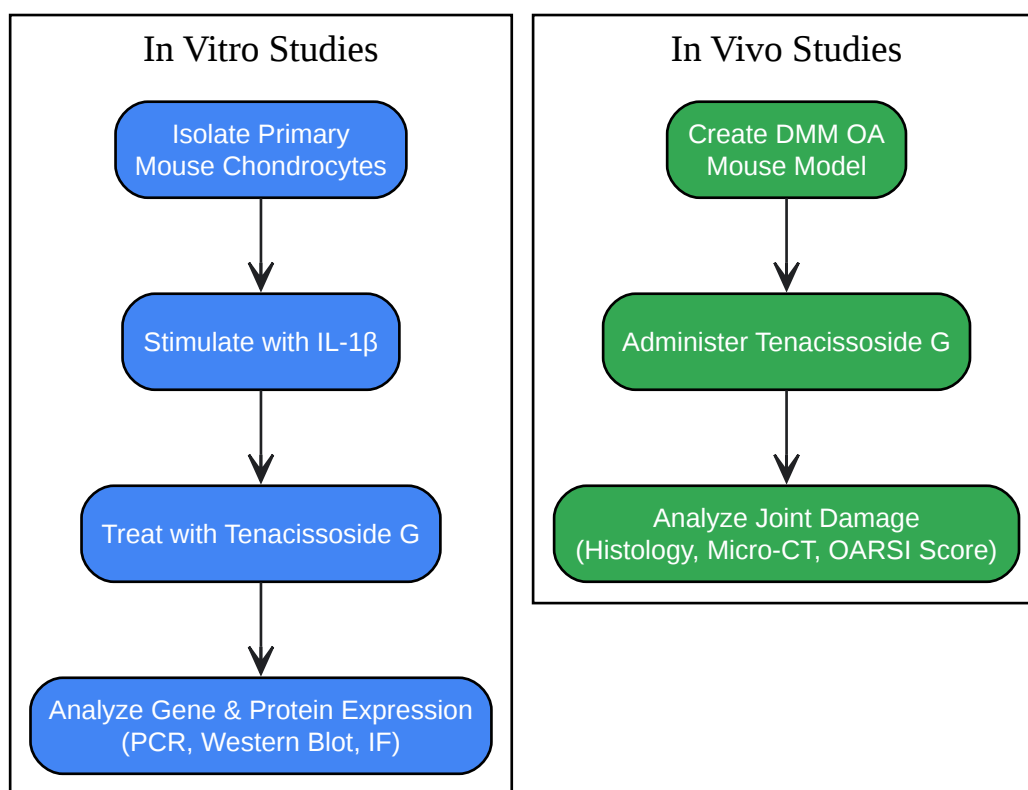 In Vitro Studies
Isolate Primary
Mouse Chondrocytes
Stimulate with IL-1β
Treat with Tenacissoside G
Analyze Gene & Protein Expression
(PCR, Western Blot, IF)
In Vivo Studies
Create DMM OA
Mouse Model
Administer Tenacissoside G
Analyze Joint Damage
(Histology, Micro-CT, OARSI Score)